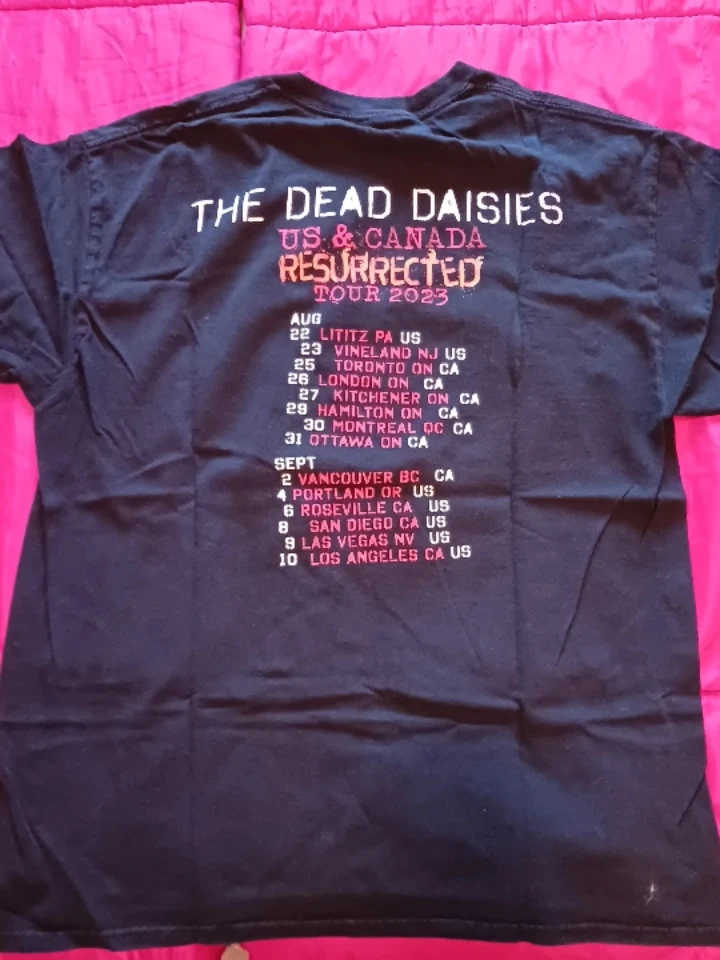 THE DEAD DAISIES
US & CANADA
RESURRECTED
TOUR 2023
AUG
22 LITITZ PA US
23 VINELAND NJ US
25 TORONTO ON CA
26 LONDON ON CA
27 KITCHENER ON CA
29 HAMILTON ON CA
30 MONTREAL QC CA
31 OTTAWA ON CA
SEPT
2 VANCOUVER BC CA
4 PORTLAND OR US
6 ROSEVILLE CA US
8 SAN DIEGO CA US
9 LAS VEGAS NV US
10 LOS ANGELES CA US